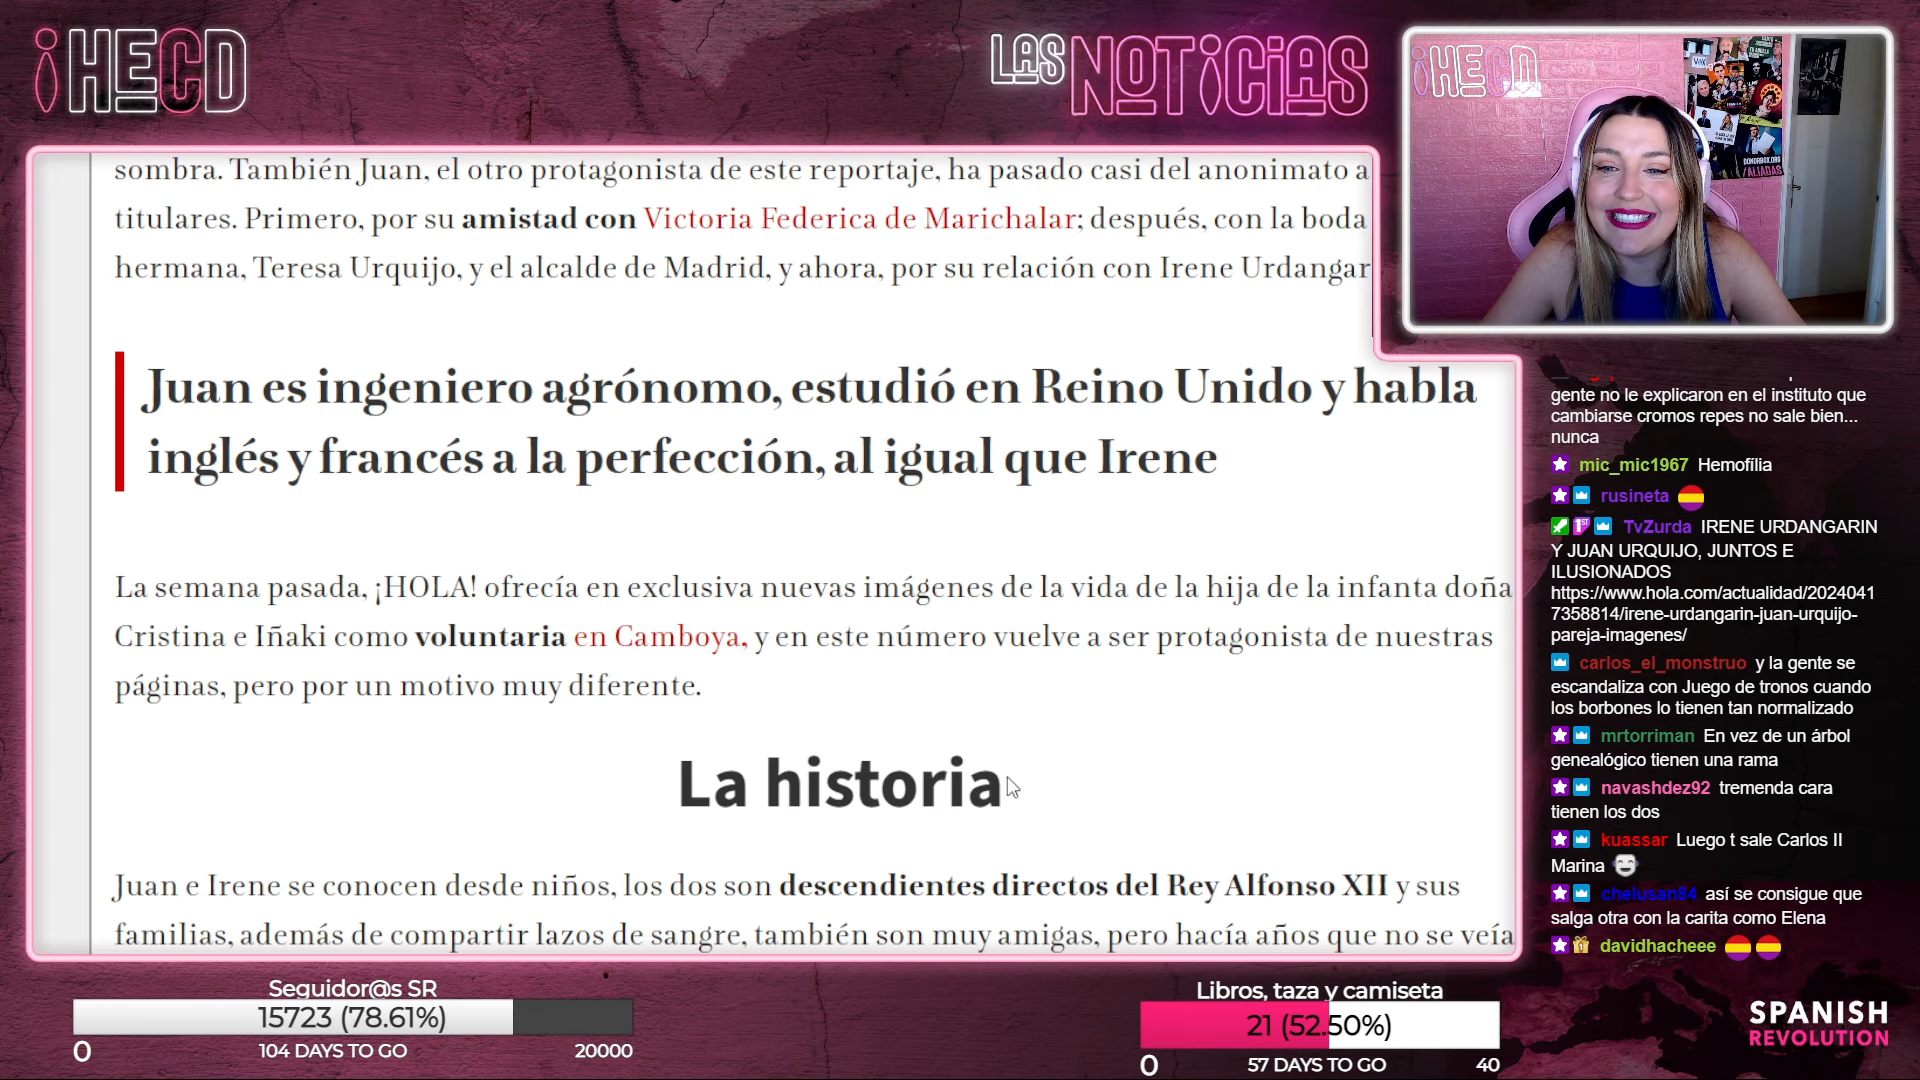 ¡HECD
LAS NOTICIAS
¡HECD
DONORBOX.ORG
/ALIADAS
sombra. También Juan, el otro protagonista de este reportaje, ha pasado casi del anonimato a
titulares. Primero, por su amistad con Victoria Federica de Marichalar; después, con la boda
hermana, Teresa Urquijo, y el alcalde de Madrid, y ahora, por su relación con Irene Urdangar
Juan es ingeniero agrónomo, estudió en Reino Unido y habla
inglés y francés a la perfección, al igual que Irene
La semana pasada, ¡HOLA! ofrecía en exclusiva nuevas imágenes de la vida de la hija de la infanta doña
Cristina e Iñaki como voluntaria en Camboya, y en este número vuelve a ser protagonista de nuestras
páginas, pero por un motivo muy diferente.
La historia
Juan e Irene se conocen desde niños, los dos son descendientes directos del Rey Alfonso XII y sus
familias, además de compartir lazos de sangre, también son muy amigas, pero hacía años que no se veía
gente no le explicaron en el instituto que
cambiarse cromos repes no sale bien...
nunca
mic_mic1967 Hemofilia
rusineta
1ST TvZurda IRENE URDANGARIN
Y JUAN URQUIJO, JUNTOS E
ILUSIONADOS
https://www.hola.com/actualidad/2024041
7358814/irene-urdangarin-juan-urquijo-
pareja-imagenes/
carlos_el_monstruo y la gente se
escandaliza con Juego de tronos cuando
los borbones lo tienen tan normalizado
mrtorriman En vez de un árbol
genealógico tienen una rama
navashdez92 tremenda cara
tienen los dos
kuassar Luego t sale Carlos II
Marina
chelusan84 así se consigue que
salga otra con la carita como Elena
davidhacheee
Seguidor@s SR
15723 (78.61%)
0 104 DAYS TO GO 20000
Libros, taza y camiseta
21 (52.50%)
0 57 DAYS TO GO 40
SPANISH
REVOLUTION